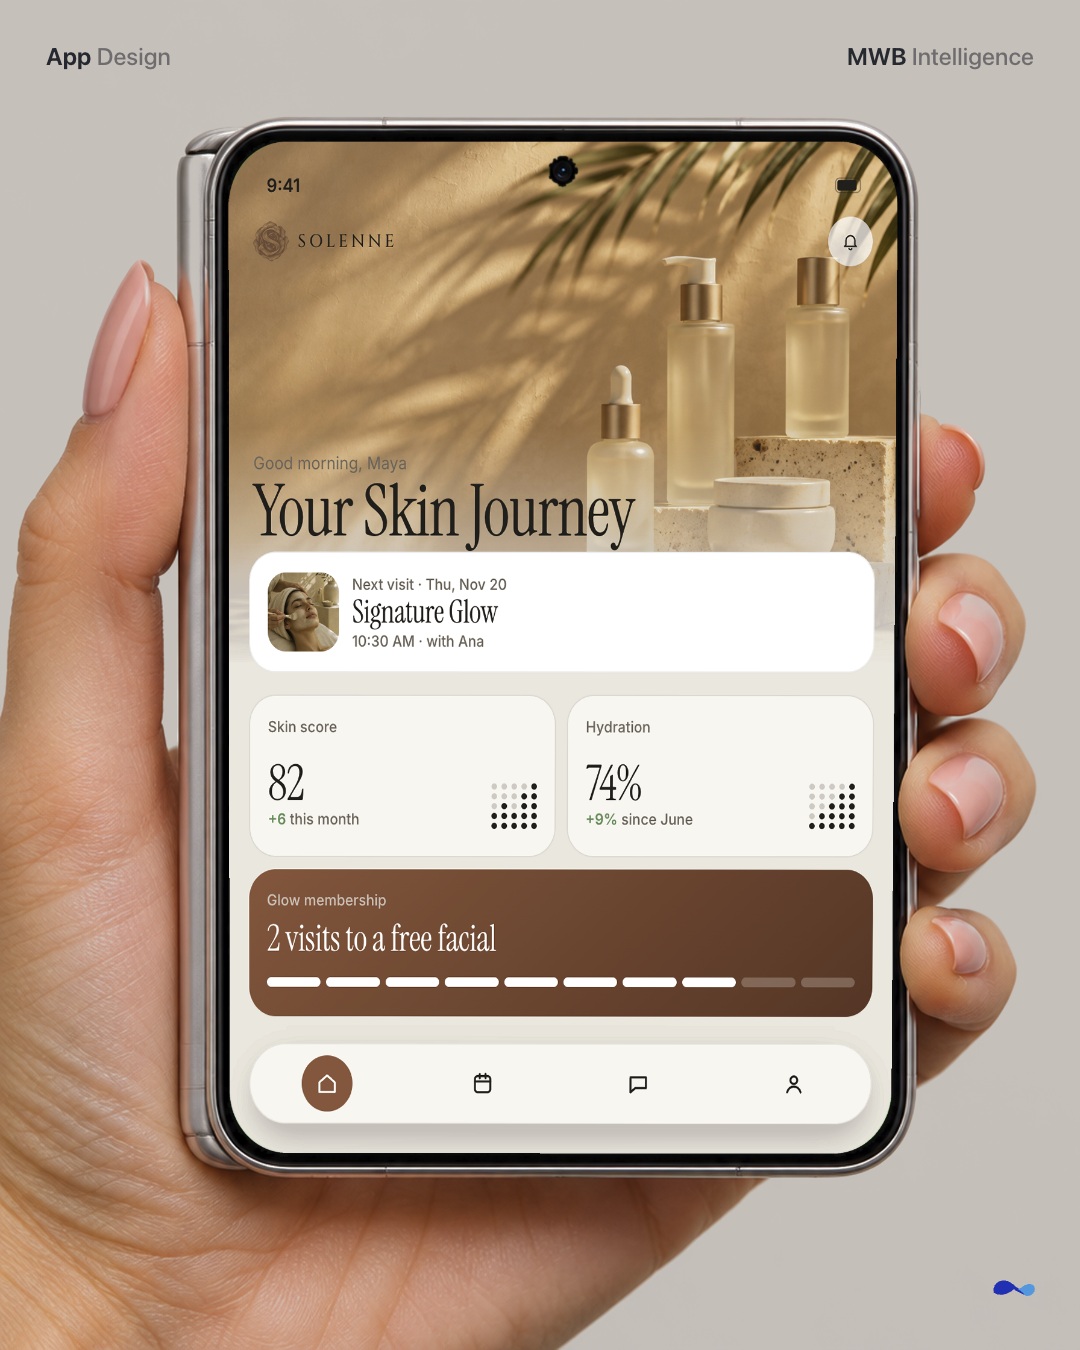 App Design
MWB Intelligence
9:41
SOLENNE
Good morning, Maya
Your Skin Journey
Next visit · Thu, Nov 20
Signature Glow
10:30 AM · with Ana
Skin score
82
+6 this month
Hydration
74%
+9% since June
Glow membership
2 visits to a free facial